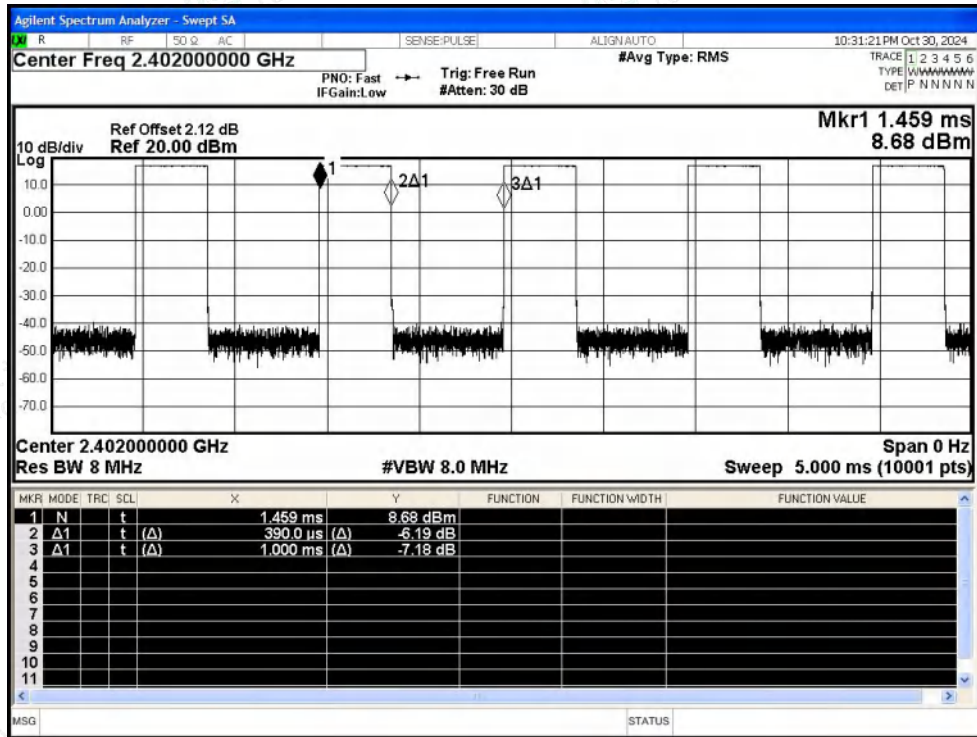 Agilent Spectrum Analyzer - Swept SA
R RF 50 Ω AC SENSE:PULSE ALIGN AUTO 10:31:21 PM Oct 30, 2024
Center Freq 2.402000000 GHz
PNO: Fast
IFGain:Low
Trig: Free Run
#Atten: 30 dB
#Avg Type: RMS
TRACE 1 2 3 4 5 6
TYPE
DET P N N N N N
Mkr1 1.459 ms
8.68 dBm
Ref Offset 2.12 dB
10 dB/div Ref 20.00 dBm
Log
1
2Δ1
3Δ1
10.0
0.00
-10.0
-20.0
-30.0
-40.0
-50.0
-60.0
-70.0
Center 2.402000000 GHz Span 0 Hz
Res BW 8 MHz #VBW 8.0 MHz Sweep 5.000 ms (10001 pts)
MKR MODE TRC SCL X Y FUNCTION FUNCTION WIDTH FUNCTION VALUE
1 N t 1.459 ms 8.68 dBm
2 Δ1 t (Δ) 390.0 µs (Δ) -6.19 dB
3 Δ1 t (Δ) 1.000 ms (Δ) -7.18 dB
4
5
6
7
8
9
10
11
MSG STATUS